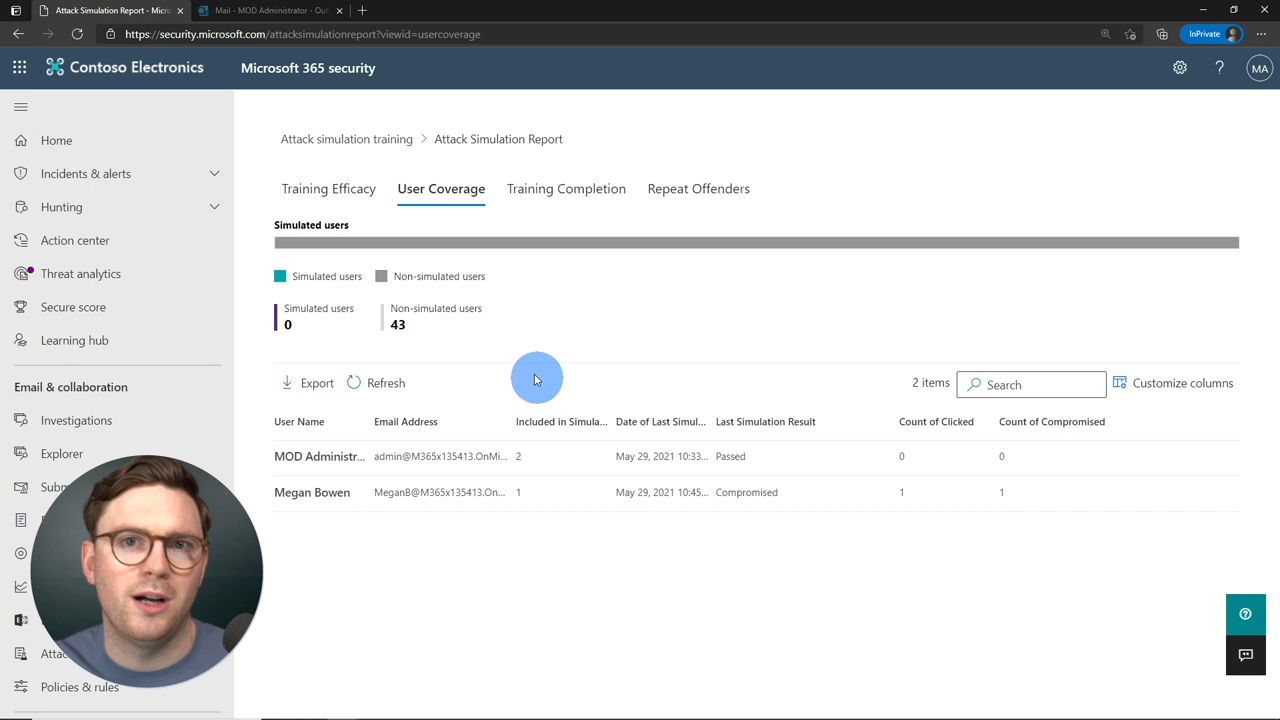 Attack Simulation Report - Micros
Mail - MOD Administrator - Out
https://security.microsoft.com/attacksimulationreport?viewid=usercoverage
InPrivate
Contoso Electronics
Microsoft 365 security
MA
Home
Incidents & alerts
Hunting
Action center
Threat analytics
Secure score
Learning hub
Email & collaboration
Investigations
Explorer
Subm
Attac
Policies & rules
Attack simulation training > Attack Simulation Report
Training Efficacy User Coverage Training Completion Repeat Offenders
Simulated users
Simulated users Non-simulated users
Simulated users Non-simulated users
0 43
Export Refresh 2 items Search Customize columns
User Name Email Address Included in Simula... Date of Last Simul... Last Simulation Result Count of Clicked Count of Compromised
MOD Administr... admin@M365x135413.OnMi... 2 May 29, 2021 10:33... Passed 0 0
Megan Bowen MeganB@M365x135413.On... 1 May 29, 2021 10:45... Compromised 1 1